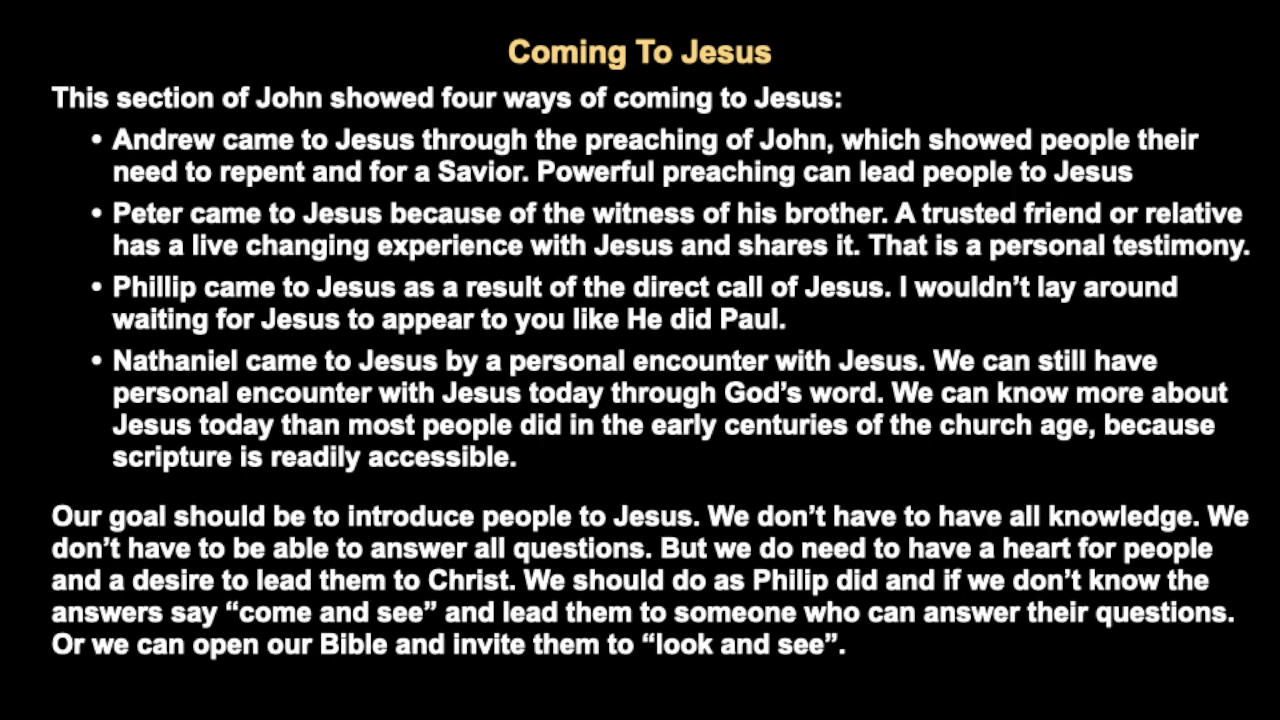 Coming To Jesus
This section of John showed four ways of coming to Jesus:
• Andrew came to Jesus through the preaching of John, which showed people their
need to repent and for a Savior. Powerful preaching can lead people to Jesus
• Peter came to Jesus because of the witness of his brother. A trusted friend or relative
has a live changing experience with Jesus and shares it. That is a personal testimony.
• Phillip came to Jesus as a result of the direct call of Jesus. I wouldn’t lay around
waiting for Jesus to appear to you like He did Paul.
• Nathaniel came to Jesus by a personal encounter with Jesus. We can still have
personal encounter with Jesus today through God’s word. We can know more about
Jesus today than most people did in the early centuries of the church age, because
scripture is readily accessible.
Our goal should be to introduce people to Jesus. We don’t have to have all knowledge. We
don’t have to be able to answer all questions. But we do need to have a heart for people
and a desire to lead them to Christ. We should do as Philip did and if we don’t know the
answers say “come and see” and lead them to someone who can answer their questions.
Or we can open our Bible and invite them to “look and see”.